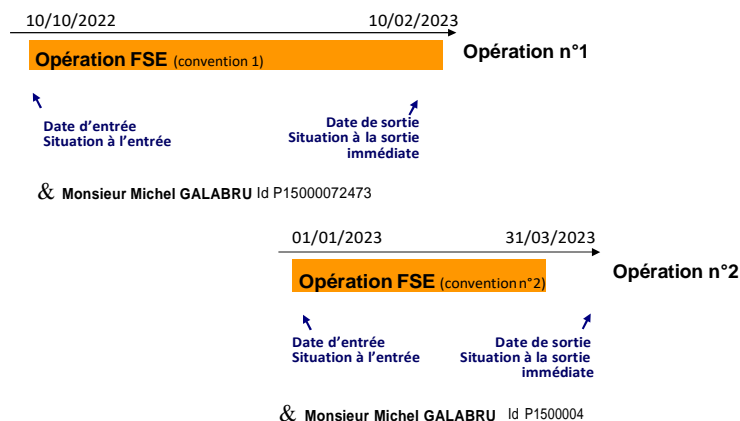 10/10/2022 10/02/2023
Opération n°1
Opération FSE (convention 1)
Date d'entrée
Situation à l'entrée
Date de sortie
Situation à la sortie
immédiate
& Monsieur Michel GALABRU Id P15000072473
01/01/2023 31/03/2023
Opération n°2
Opération FSE (convention n°2)
Date d'entrée
Situation à l'entrée
Date de sortie
Situation à la sortie
immédiate
& Monsieur Michel GALABRU Id P1500004